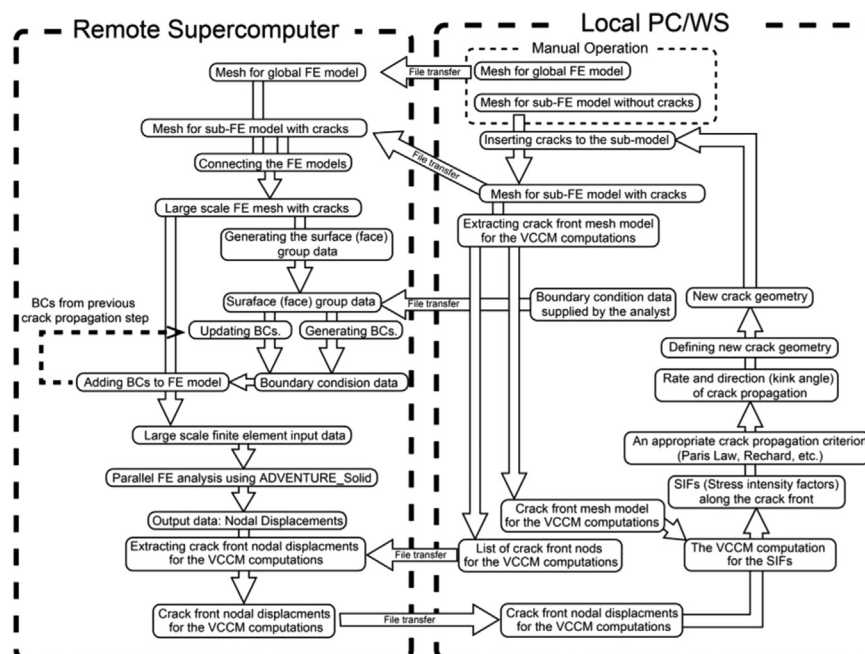 Remote Supercomputer
Mesh for global FE model
Mesh for sub-FE model with cracks
Connecting the FE models
Large scale FE mesh with cracks
Generating the surface (face)
group data
BCs from previous
crack propagation step
Suraface (face) group data
Updating BCs.
Generating BCs.
Adding BCs to FE model
Boundary condision data
Large scale finite element input data
Parallel FE analysis using ADVENTURE_Solid
Output data: Nodal Displacements
Extracting crack front nodal displacments
for the VCCM computations
Crack front nodal displacments
for the VCCM computations
File transfer
File transfer
File transfer
File transfer
File transfer
Local PC/WS
Manual Operation
Mesh for global FE model
Mesh for sub-FE model without cracks
Inserting cracks to the sub-model
Mesh for sub-FE model with cracks
Extracting crack front mesh model
for the VCCM computations
Boundary condition data
supplied by the analyst
New crack geometry
Defining new crack geometry
Rate and direction (kink angle)
of crack propagation
An appropriate crack propagation criterion
(Paris Law, Rechard, etc.)
SIFs (Stress intensity factors)
along the crack front
Crack front mesh model
for the VCCM computations
List of crack front nods
for the VCCM computations
The VCCM computation
for the SIFs
Crack front nodal displacments
for the VCCM computations